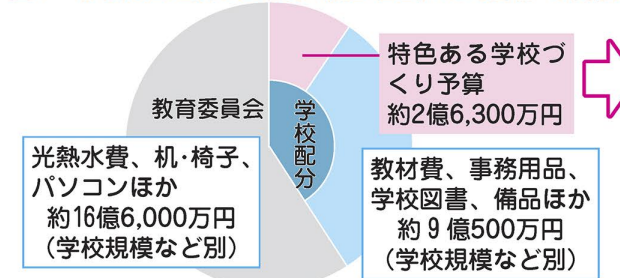 特色ある学校づ
くり予算
約2億6,300万円
教育委員会
学校配分
光熱水費、机・椅子、
パソコンほか
約16億6,000万円
（学校規模など別）
教材費、事務用品、
学校図書、備品ほか
約9億500万円
（学校規模など別）